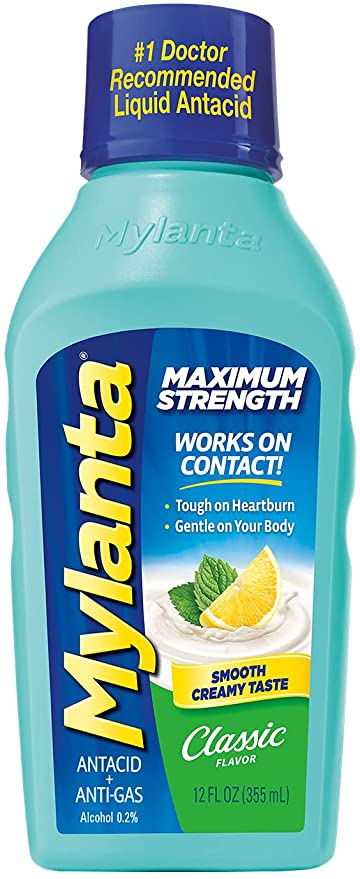 #1 Doctor
Recommended
Liquid Antacid
Mylanta
Mylanta®
MAXIMUM
STRENGTH
WORKS ON
CONTACT!
• Tough on Heartburn
• Gentle on Your Body
SMOOTH
CREAMY TASTE
Classic
FLAVOR
ANTACID
+
ANTI-GAS
Alcohol 0.2%
12 FL OZ (355 mL)